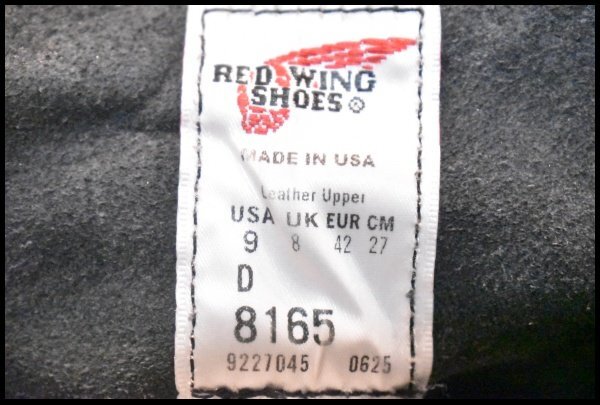 RED WING
SHOES®
MADE IN USA
Leather Upper
USA UK EUR CM
9 8 42 27
D
8165
9227045 0625